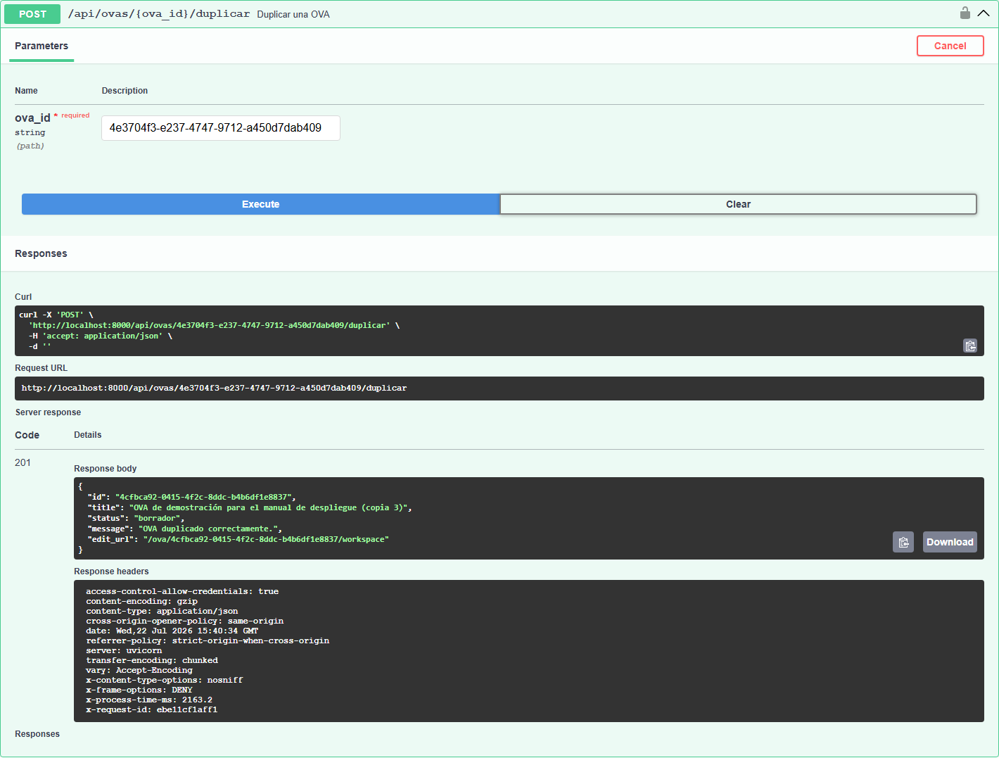 POST /api/ovas/{ova_id}/duplicar Duplicar una OVA
Parameters
Cancel
Name Description
ova_id * required
string
(path)
4e3704f3-e237-4747-9712-a450d7dab409
Execute
Clear
Responses
Curl
curl -X 'POST' \
'http://localhost:8000/api/ovas/4e3704f3-e237-4747-9712-a450d7dab409/duplicar' \
-H 'accept: application/json' \
-d ''
Request URL
http://localhost:8000/api/ovas/4e3704f3-e237-4747-9712-a450d7dab409/duplicar
Server response
Code Details
201
Response body
{
"id": "4cfbca92-0415-4f2c-8ddc-b4b6df1e8837",
"title": "OVA de demostración para el manual de despliegue (copia 3)",
"status": "borrador",
"message": "OVA duplicado correctamente.",
"edit_url": "/ova/4cfbca92-0415-4f2c-8ddc-b4b6df1e8837/workspace"
}
Download
Response headers
access-control-allow-credentials: true
content-encoding: gzip
content-type: application/json
cross-origin-opener-policy: same-origin
date: Wed,22 Jul 2026 15:40:34 GMT
referrer-policy: strict-origin-when-cross-origin
server: uvicorn
transfer-encoding: chunked
vary: Accept-Encoding
x-content-type-options: nosniff
x-frame-options: DENY
x-process-time-ms: 2163.2
x-request-id: ebe11cf1aff1
Responses